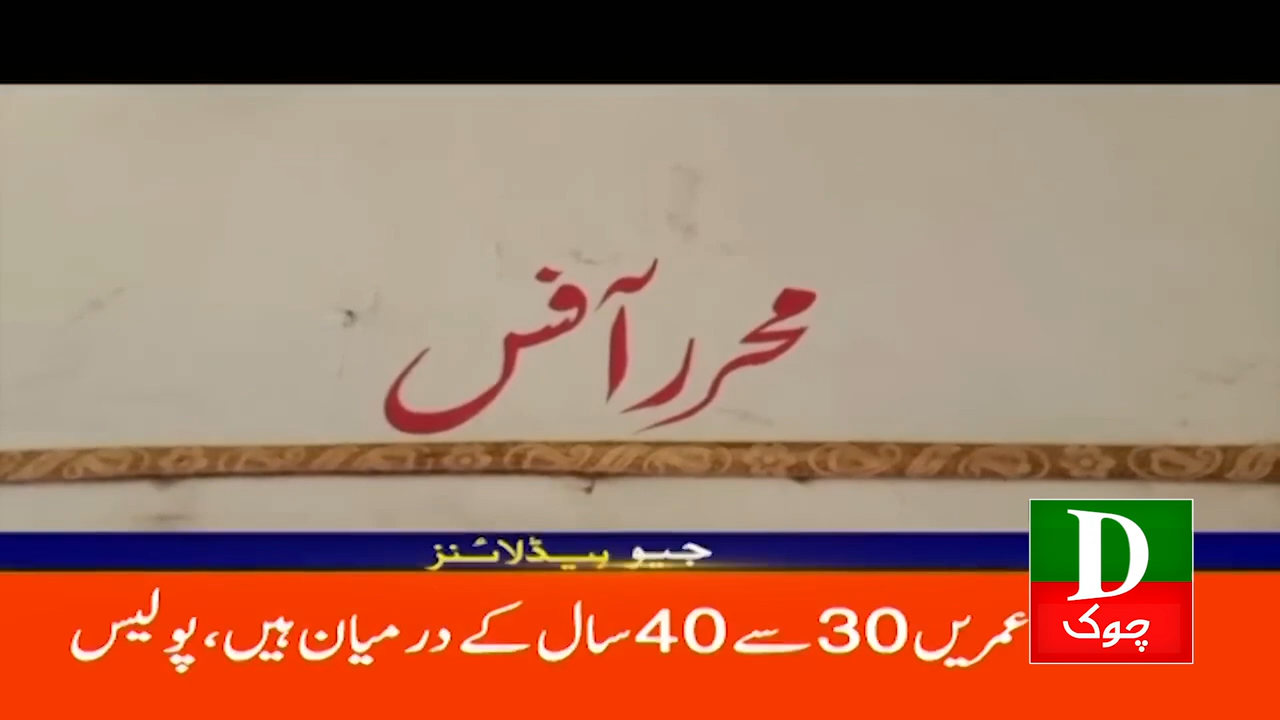 محرر آفس
جیو ہیڈلائنز
عمریں 30 سے 40 سال کے درمیان ہیں، پولیس
D
چوک